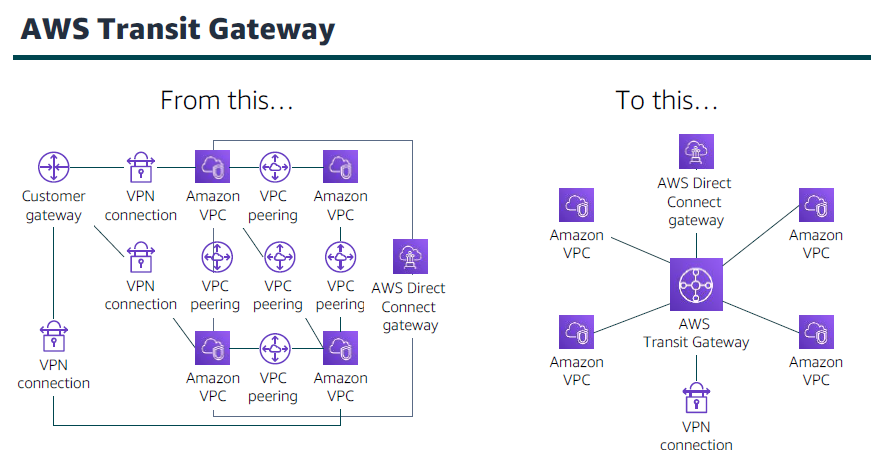 AWS Transit Gateway
From this...
Customer
gateway
VPN
connection
Amazon
VPC
VPC
peering
Amazon
VPC
VPN
connection
VPC
peering
VPC
peering
VPC
peering
AWS Direct
Connect
gateway
VPN
connection
Amazon
VPC
VPC
peering
Amazon
VPC
To this...
AWS Direct
Connect
gateway
Amazon
VPC
Amazon
VPC
AWS
Transit Gateway
Amazon
VPC
Amazon
VPC
VPN
connection